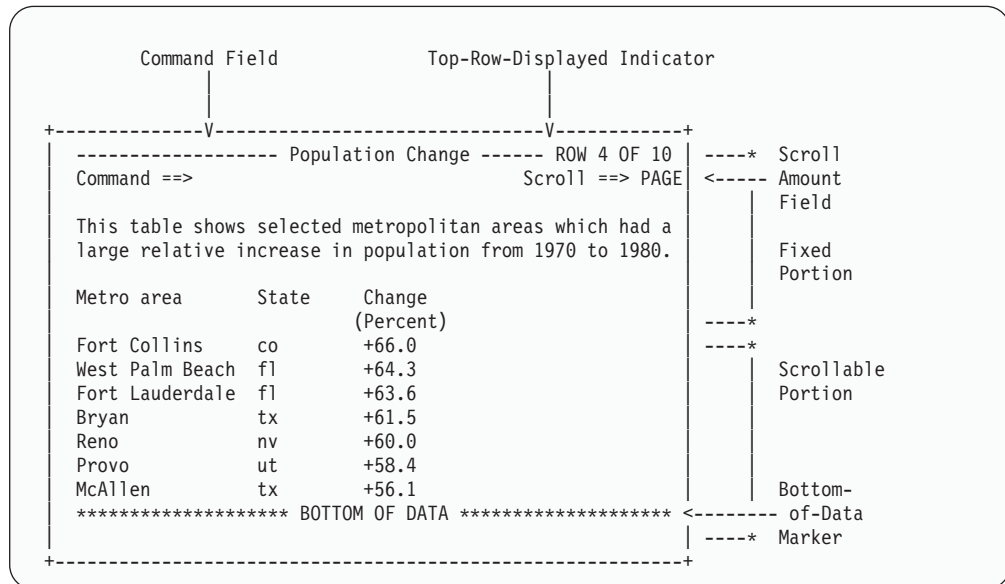 Command Field Top-Row-Displayed Indicator
------------------ Population Change ------ ROW 4 OF 10 ----* Scroll
Command ==> Scroll ==> PAGE <----- Amount
Field
This table shows selected metropolitan areas which had a
large relative increase in population from 1970 to 1980. Fixed
Portion
Metro area State Change
(Percent) ----*
Fort Collins co +66.0 ----*
West Palm Beach fl +64.3 Scrollable
Fort Lauderdale fl +63.6 Portion
Bryan tx +61.5
Reno nv +60.0
Provo ut +58.4
McAllen tx +56.1 Bottom-
******************** BOTTOM OF DATA ******************** <-------- of-Data
----* Marker